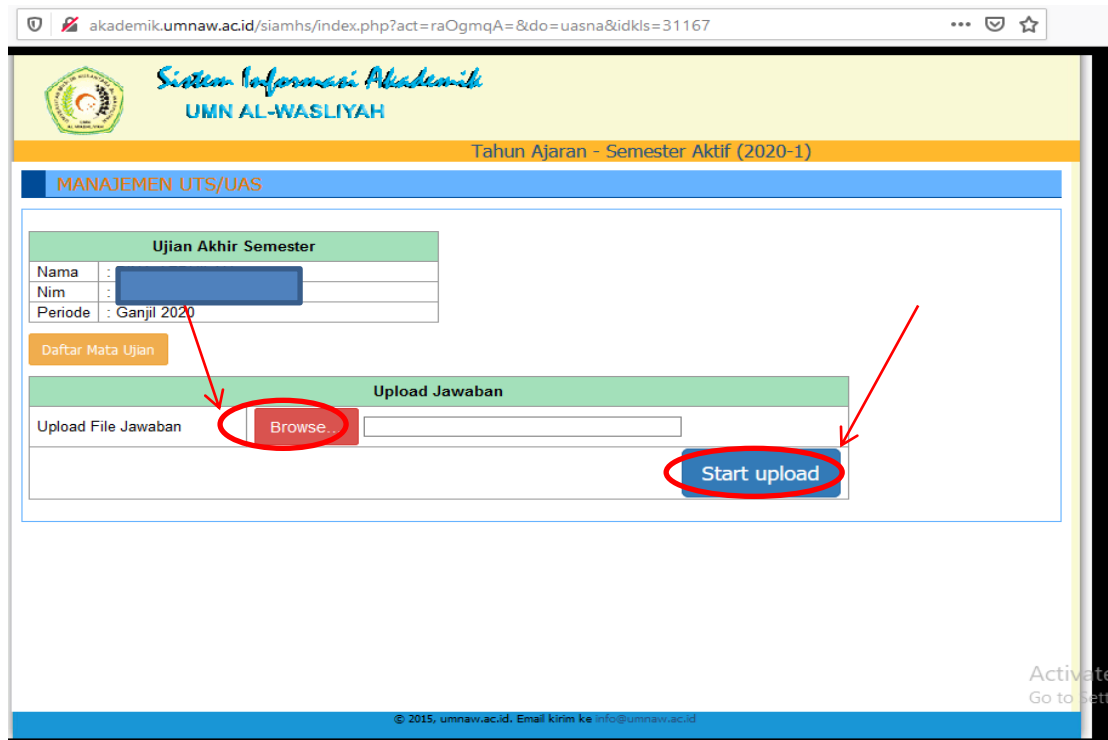 akademik.umnaw.ac.id/siamhs/index.php?act=raOgmqA=&do=uasna&idkls=31167
Sistem Informasi Akademik
UMN AL-WASLIYAH
Tahun Ajaran - Semester Aktif (2020-1)
MANAJEMEN UTS/UAS
Ujian Akhir Semester
Nama :
Nim :
Periode : Ganjil 2020
Daftar Mata Ujian
Upload Jawaban
Upload File Jawaban Browse...
Start upload
Activate
Go to Sett
© 2015, umnaw.ac.id. Email kirim ke info@umnaw.ac.id